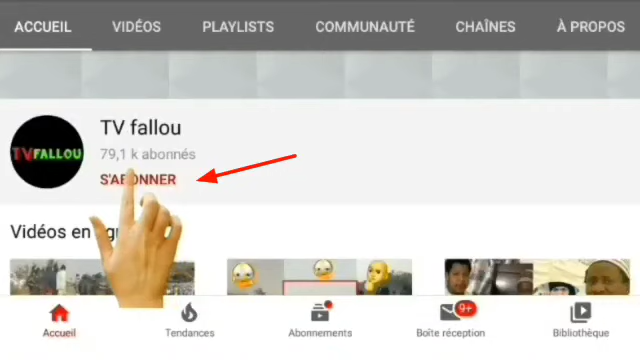 ACCUEIL VIDÉOS PLAYLISTS COMMUNAUTÉ CHAÎNES À PROPOS
TVFALLOU
TV fallou
79,1 k abonnés
S'ABONNER
Vidéos en
9+
Accueil Tendances Abonnements Boîte réception Bibliothèque